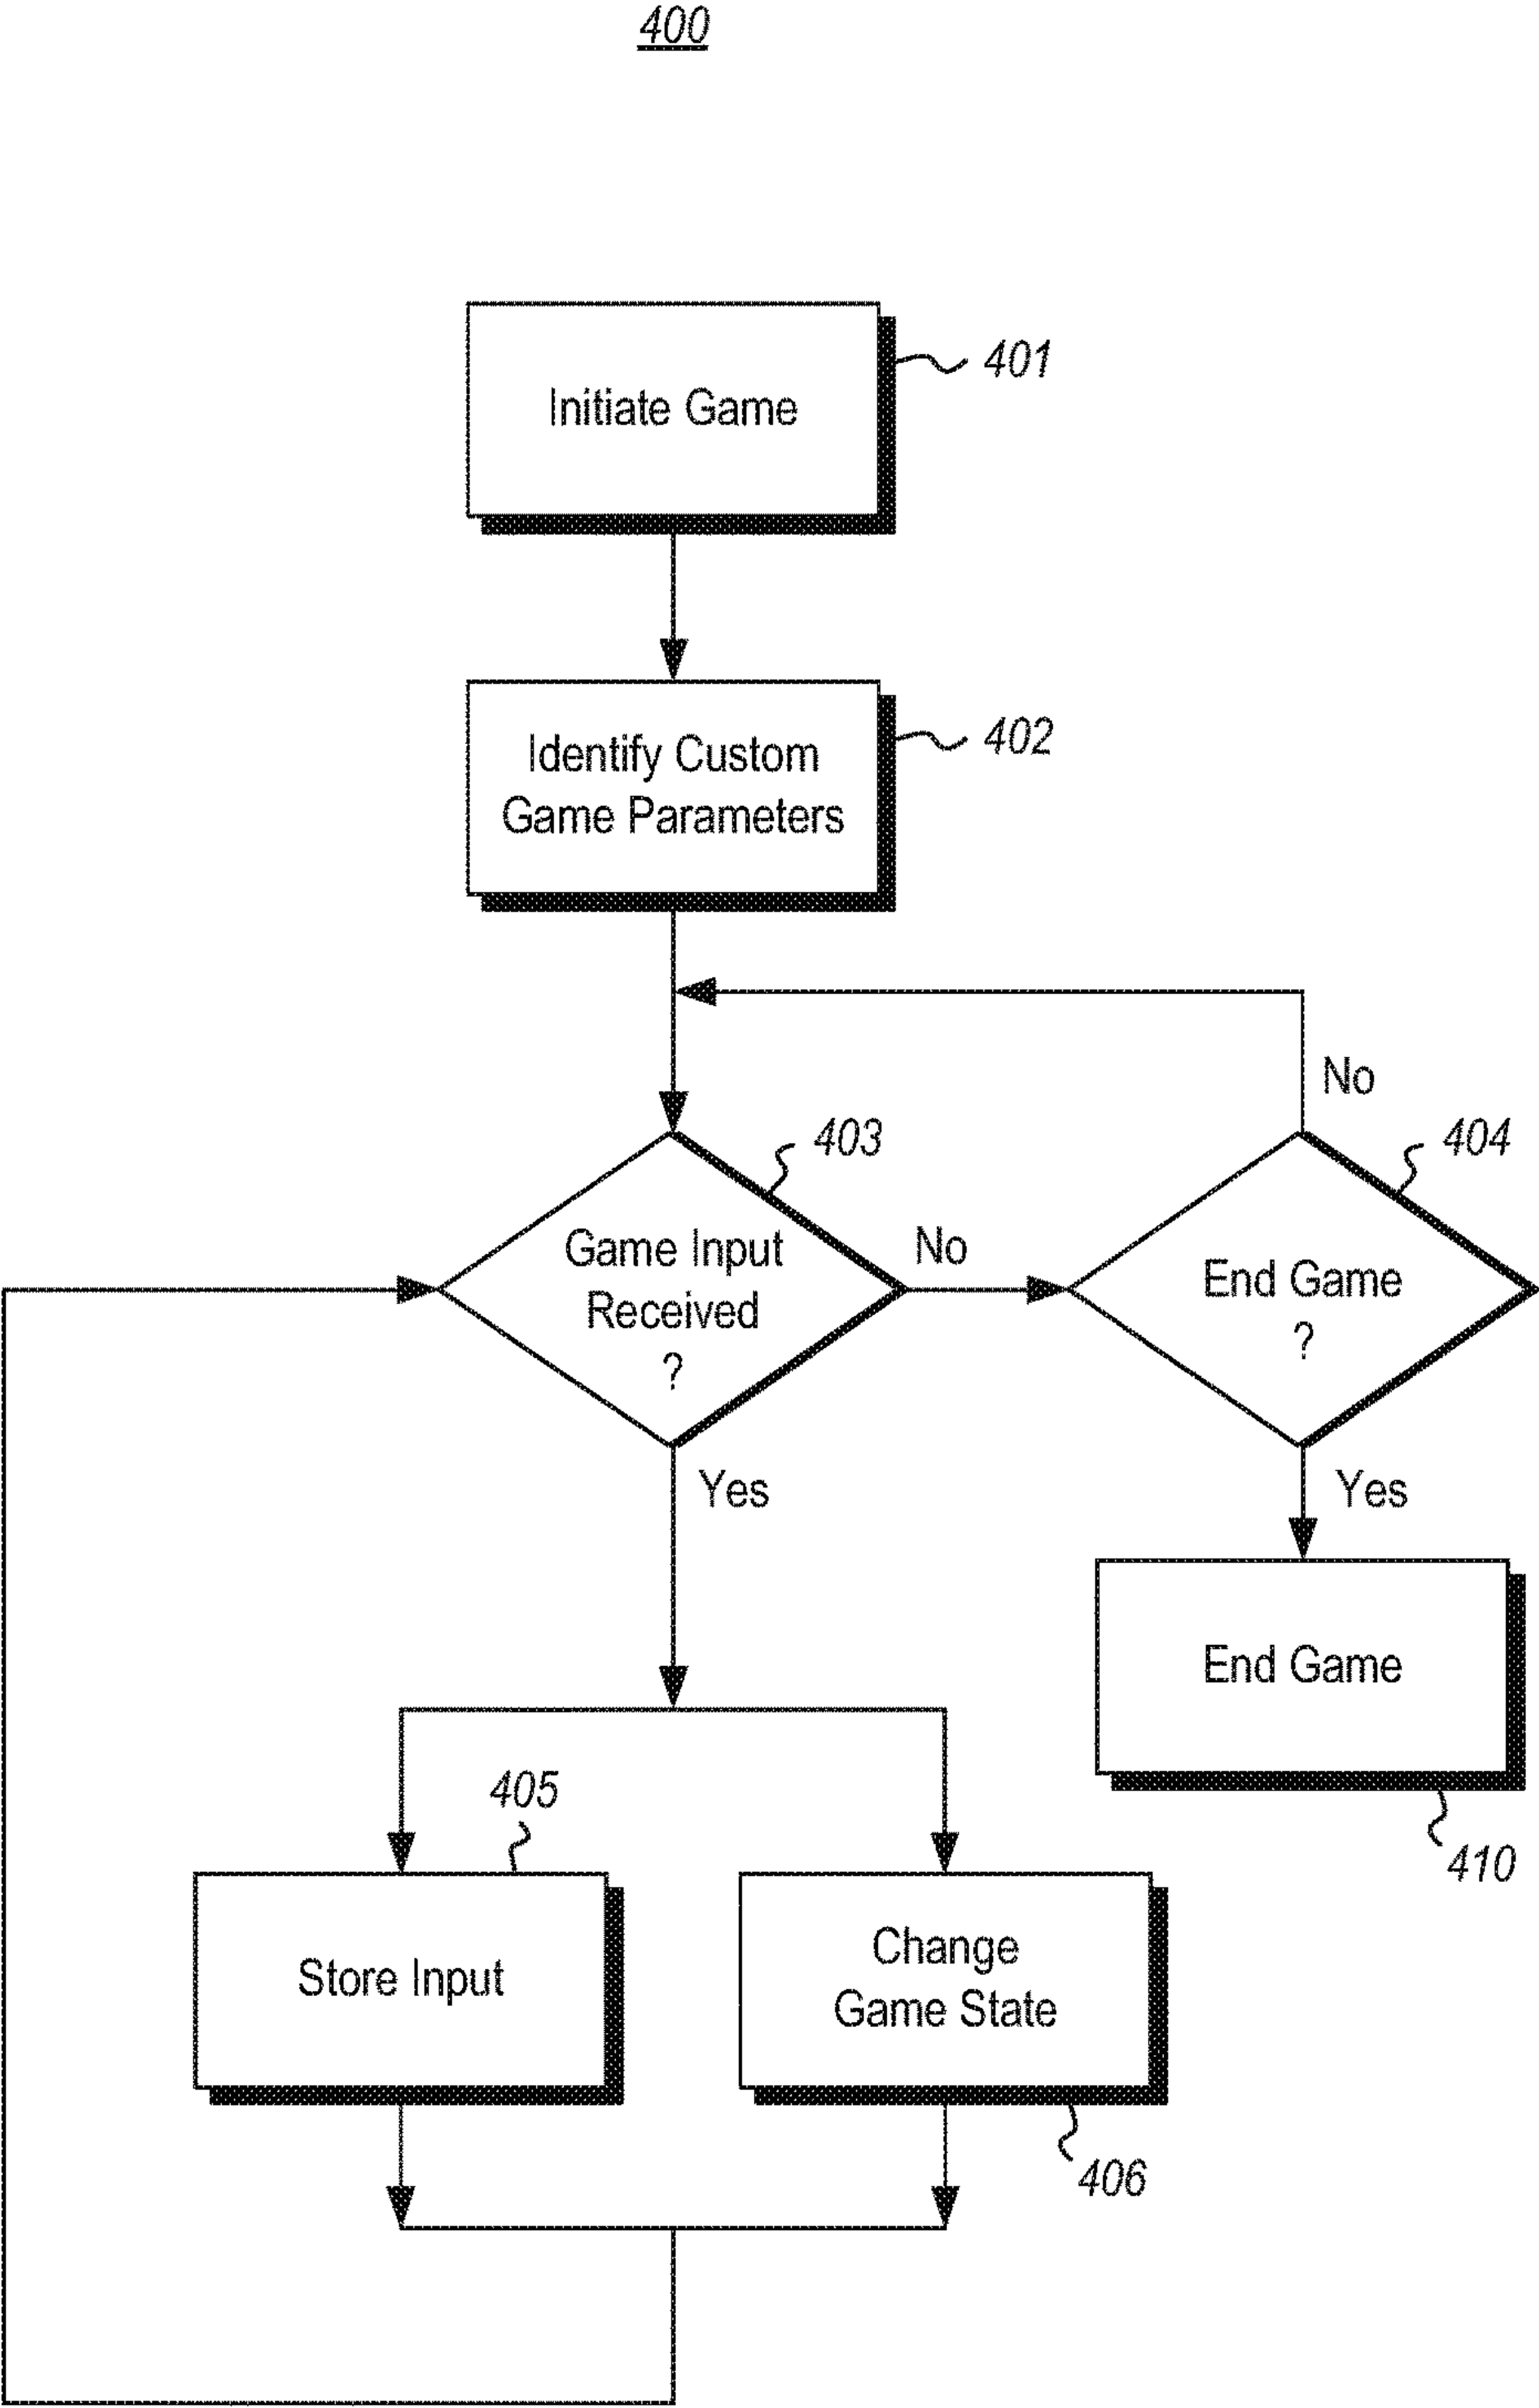 400
Initiate Game
401
Identify Custom
Game Parameters
402
No
403
404
Game Input
Received
?
No
End Game
?
Yes
Yes
End Game
410
405
Store Input
Change
Game State
406